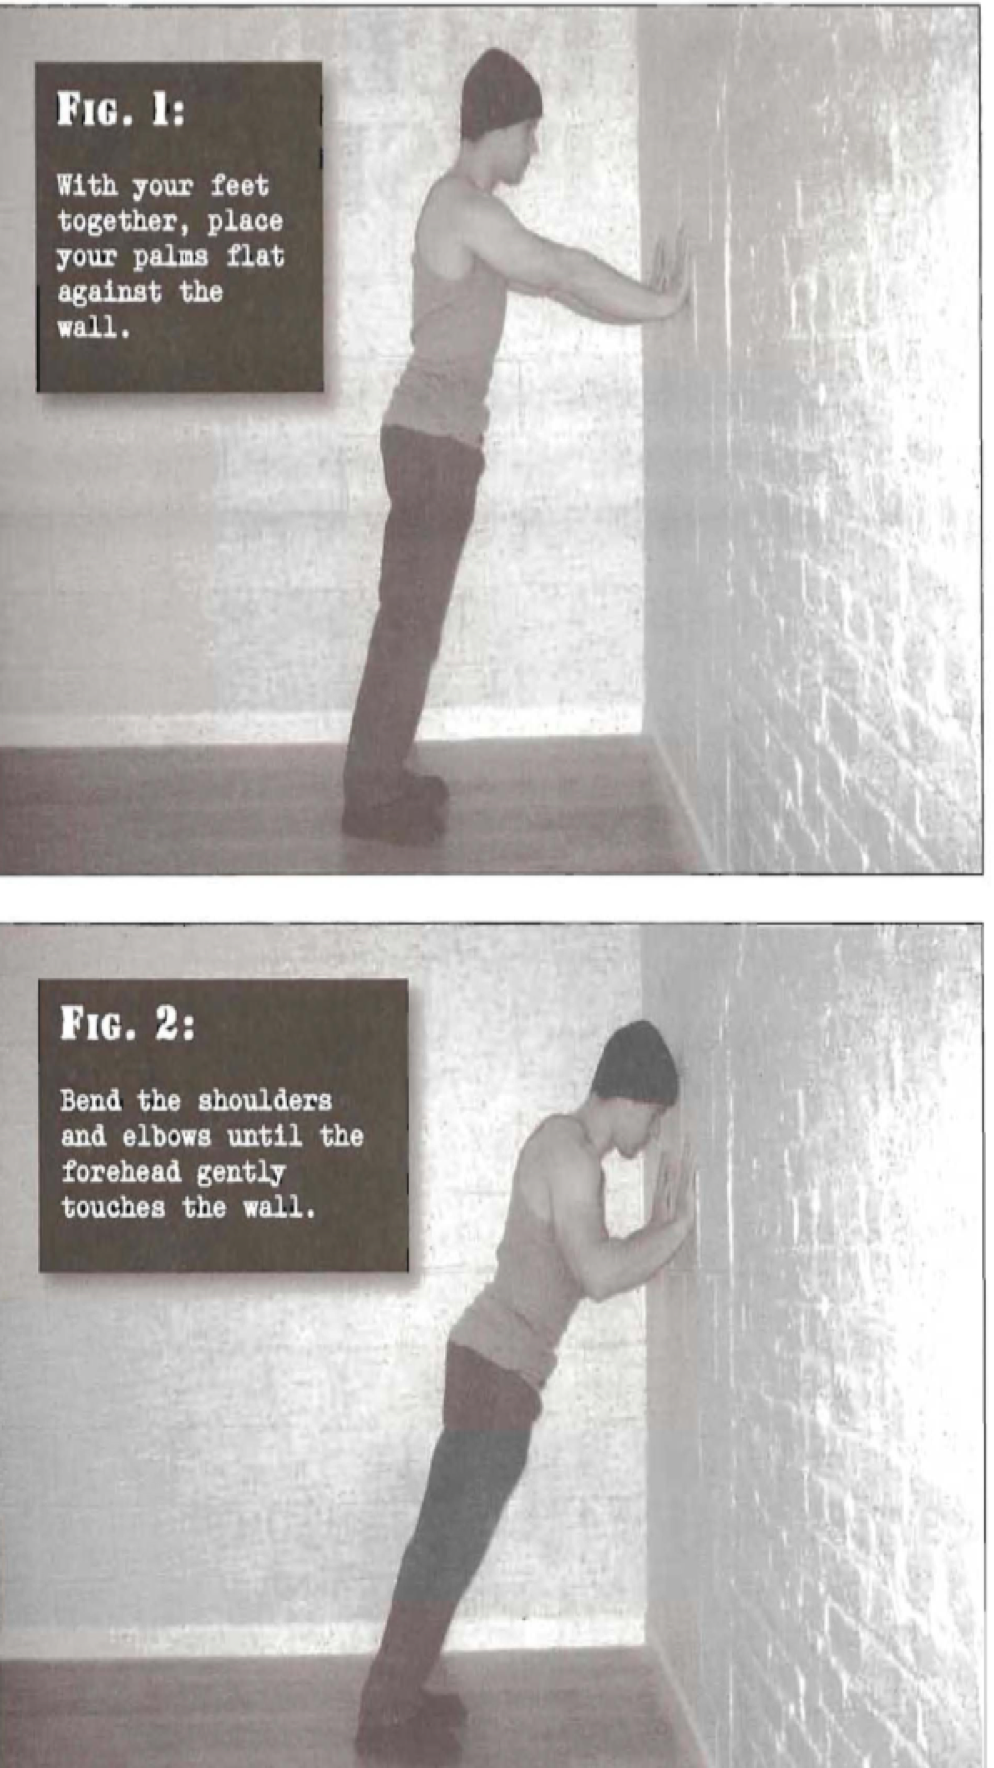 FIG. 1:
With your feet
together, place
your palms flat
against the
wall.
FIG. 2:
Bend the shoulders
and elbows until the
forehead gently
touches the wall.